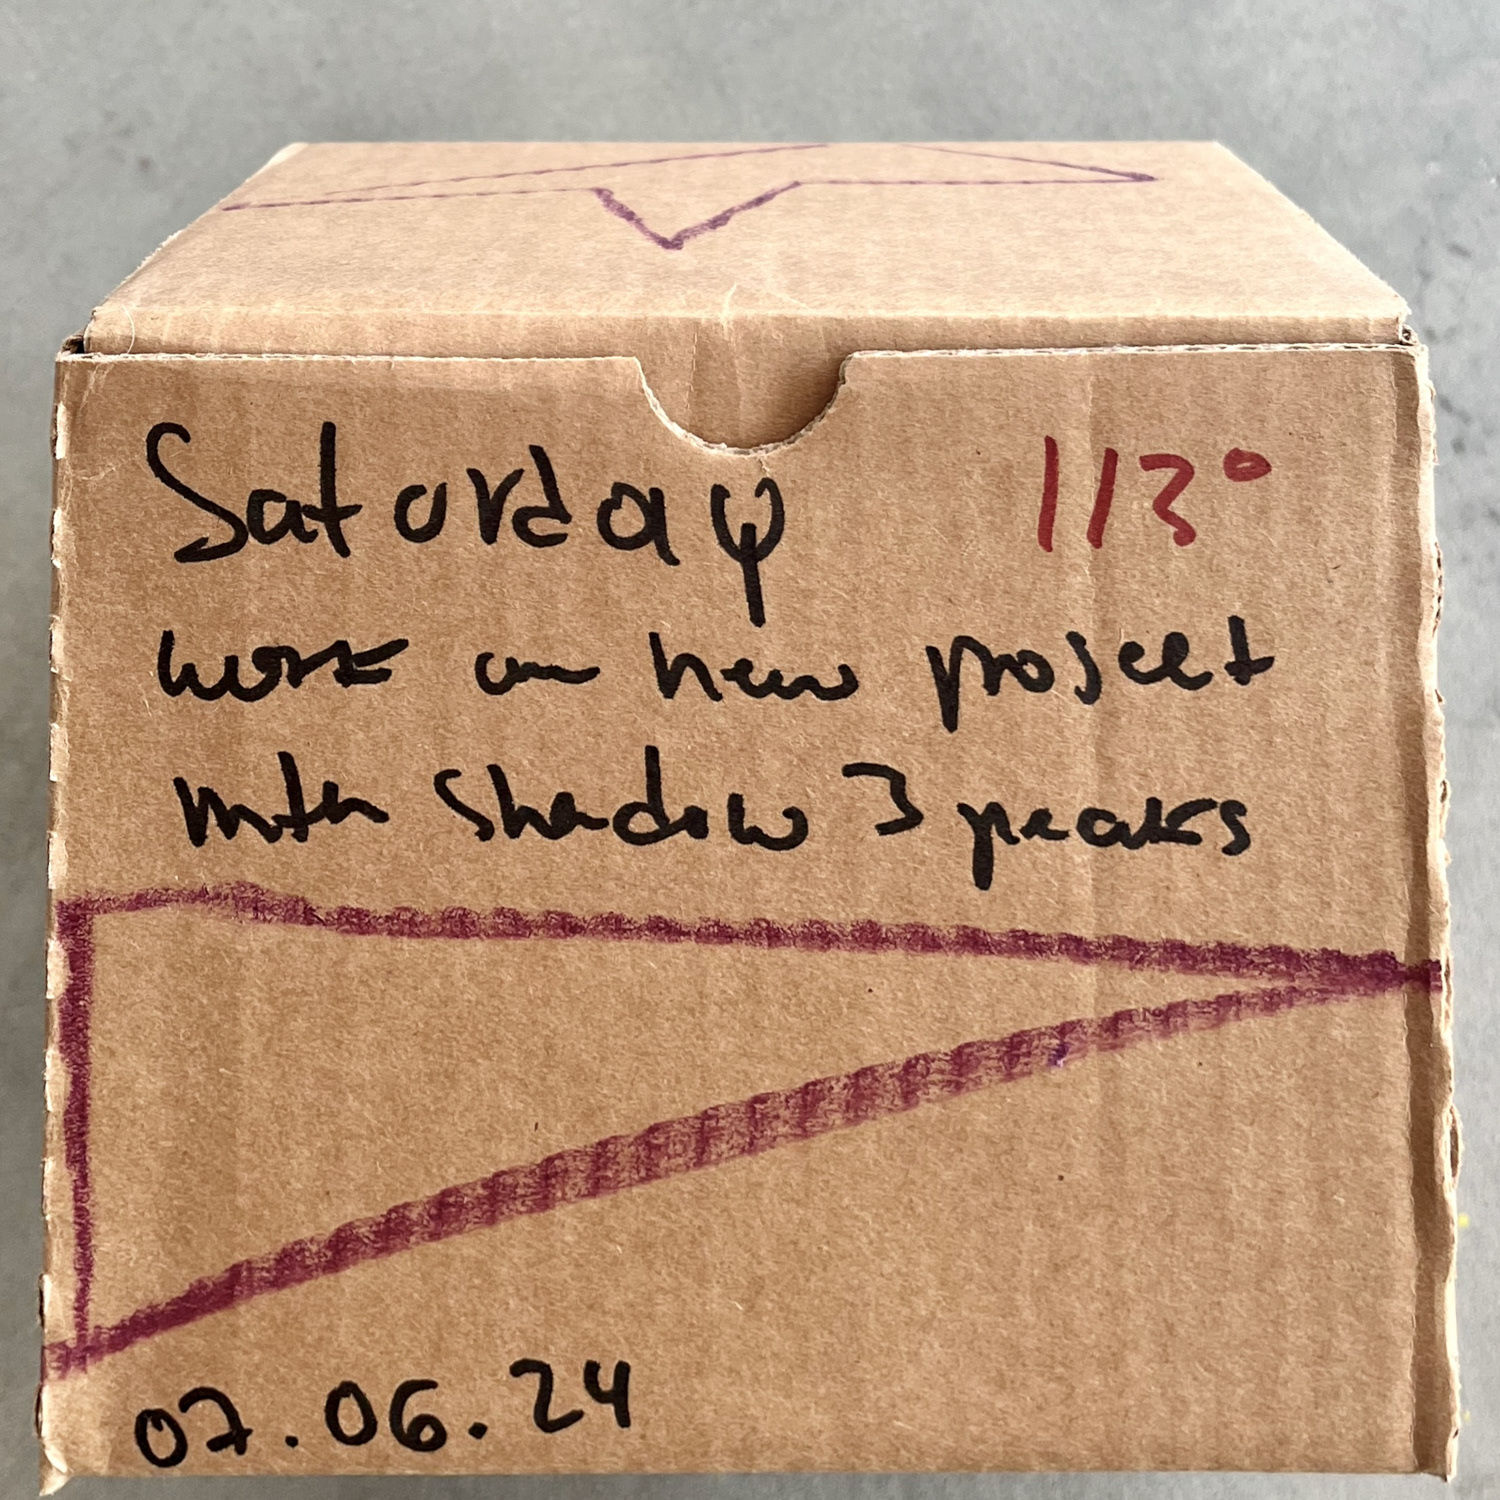 Saturday 113°
work on new project
with shadow 3 peaks
07.06.24